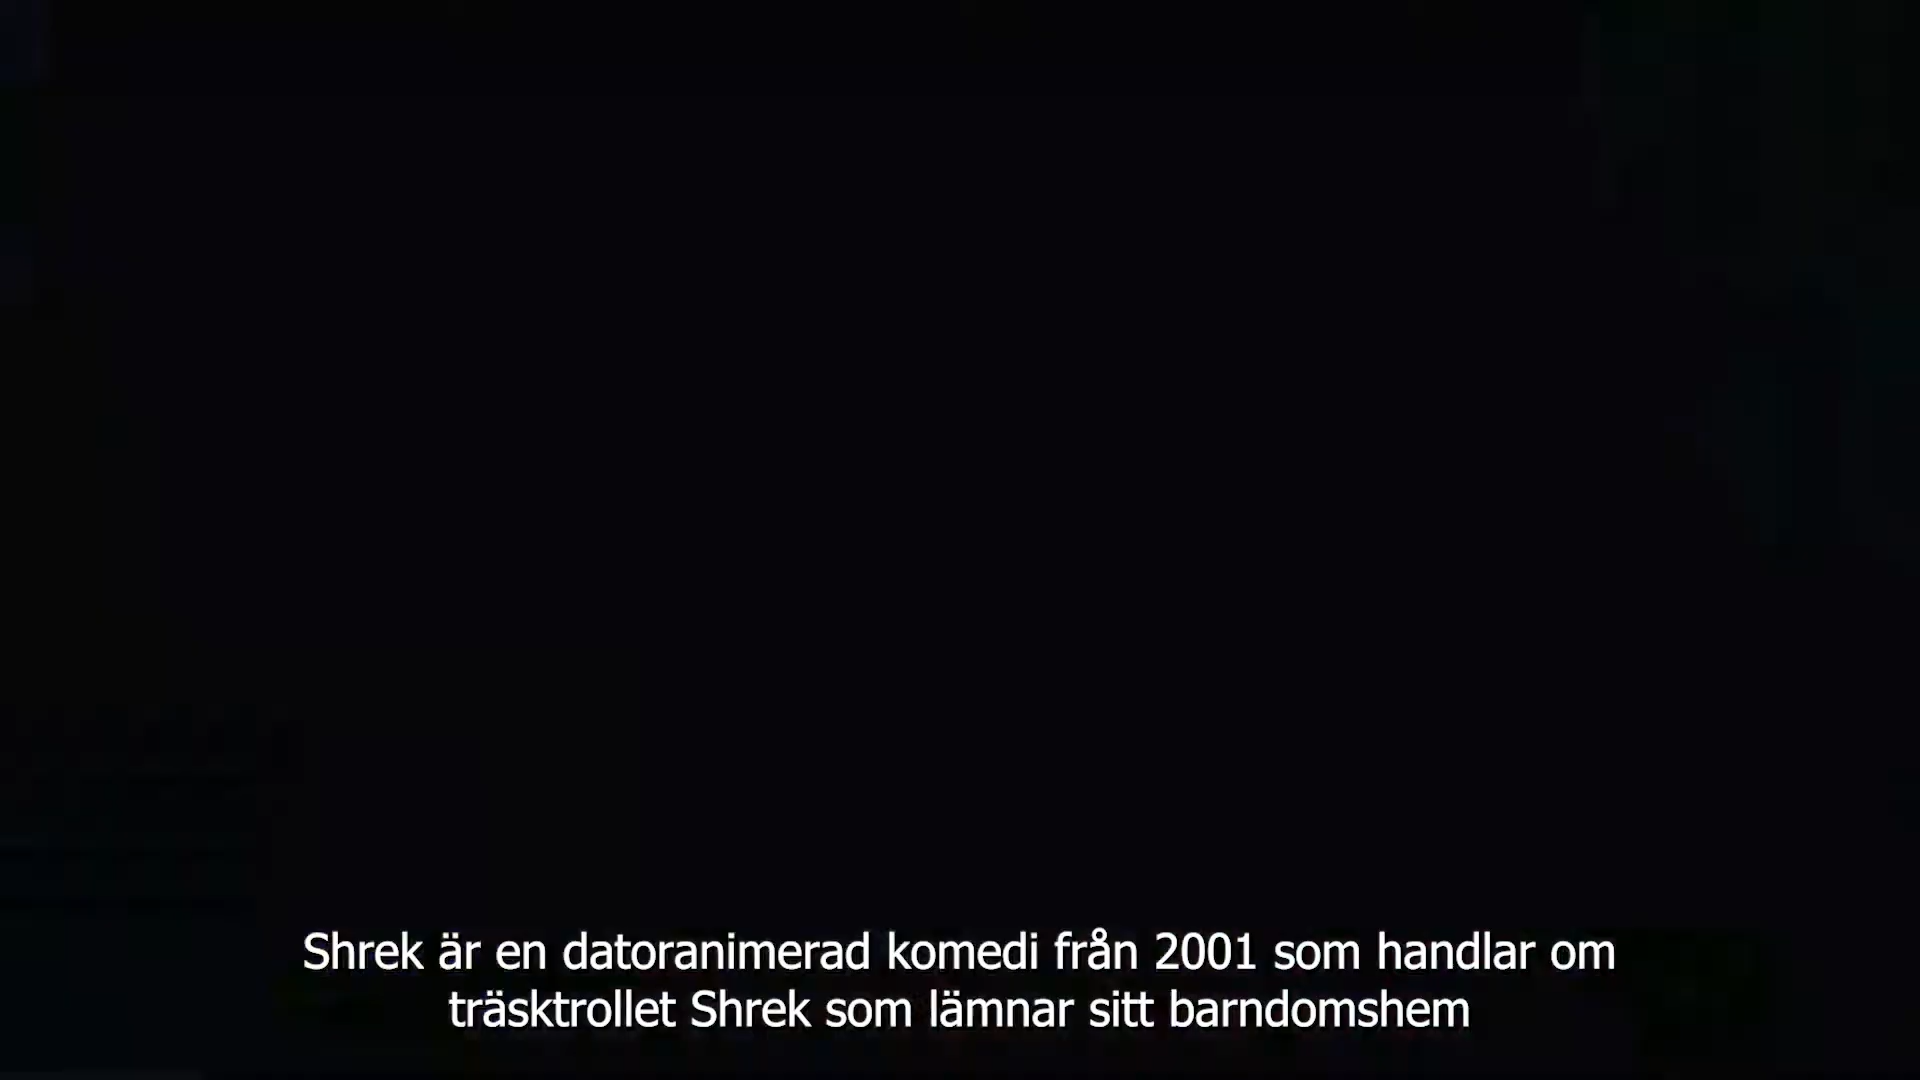 Shrek är en datoranimerad komedi från 2001 som handlar om
träsktrollet Shrek som lämnar sitt barndomshem